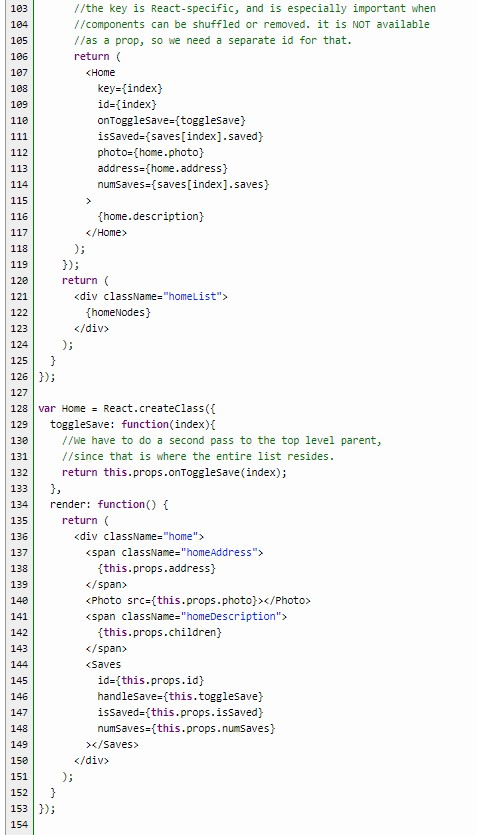 103 //the key is React-specific, and is especially important when
104 //components can be shuffled or removed. it is NOT available
105 //as a prop, so we need a separate id for that.
106 return (
107 <Home
108 key={index}
109 id={index}
110 onToggleSave={toggleSave}
111 isSaved={saves[index].saved}
112 photo={home.photo}
113 address={home.address}
114 numSaves={saves[index].saves}
115 >
116 {home.description}
117 </Home>
118 );
119 });
120 return (
121 <div className="homeList">
122 {homeNodes}
123 </div>
124 );
125 }
126 });
127
128 var Home = React.createClass({
129 toggleSave: function(index){
130 //We have to do a second pass to the top level parent,
131 //since that is where the entire list resides.
132 return this.props.onToggleSave(index);
133 },
134 render: function() {
135 return (
136 <div className="home">
137 <span className="homeAddress">
138 {this.props.address}
139 </span>
140 <Photo src={this.props.photo}></Photo>
141 <span className="homeDescription">
142 {this.props.children}
143 </span>
144 <Saves
145 id={this.props.id}
146 handleSave={this.toggleSave}
147 isSaved={this.props.isSaved}
148 numSaves={this.props.numSaves}
149 ></Saves>
150 </div>
151 );
152 }
153 });
154